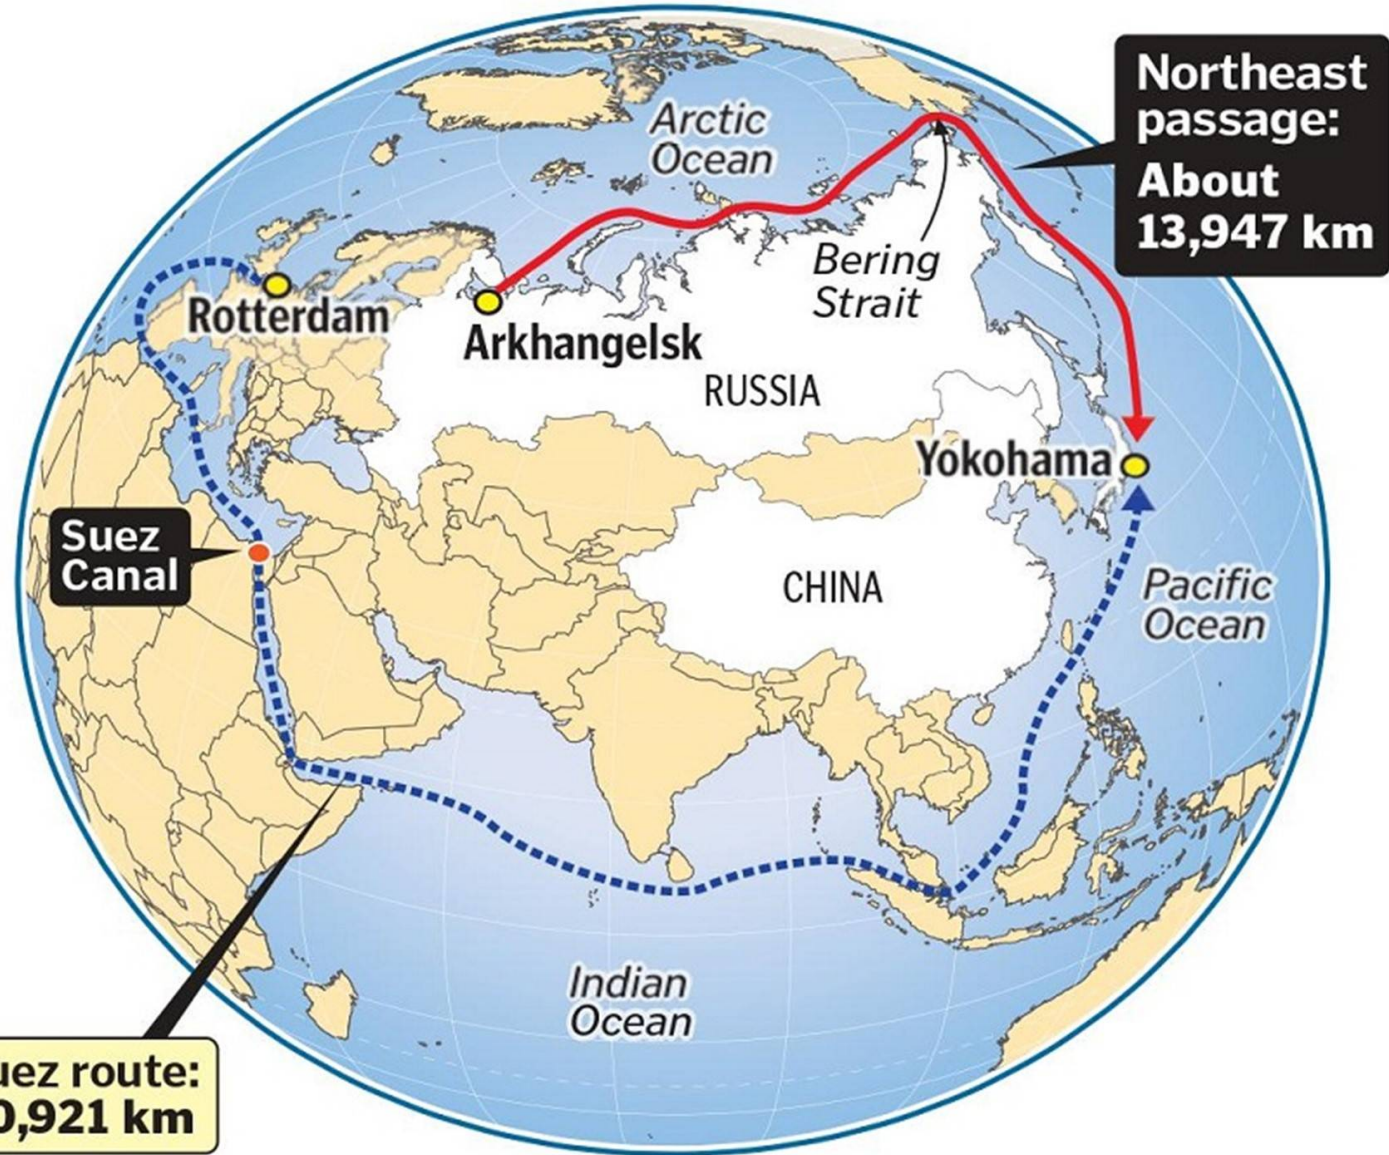 Northeast
passage:
About
13,947 km
Arctic
Ocean
Bering
Strait
Rotterdam
Arkhangelsk
RUSSIA
Yokohama
Suez
Canal
CHINA
Pacific
Ocean
Indian
Ocean
uez route:
0,921 km